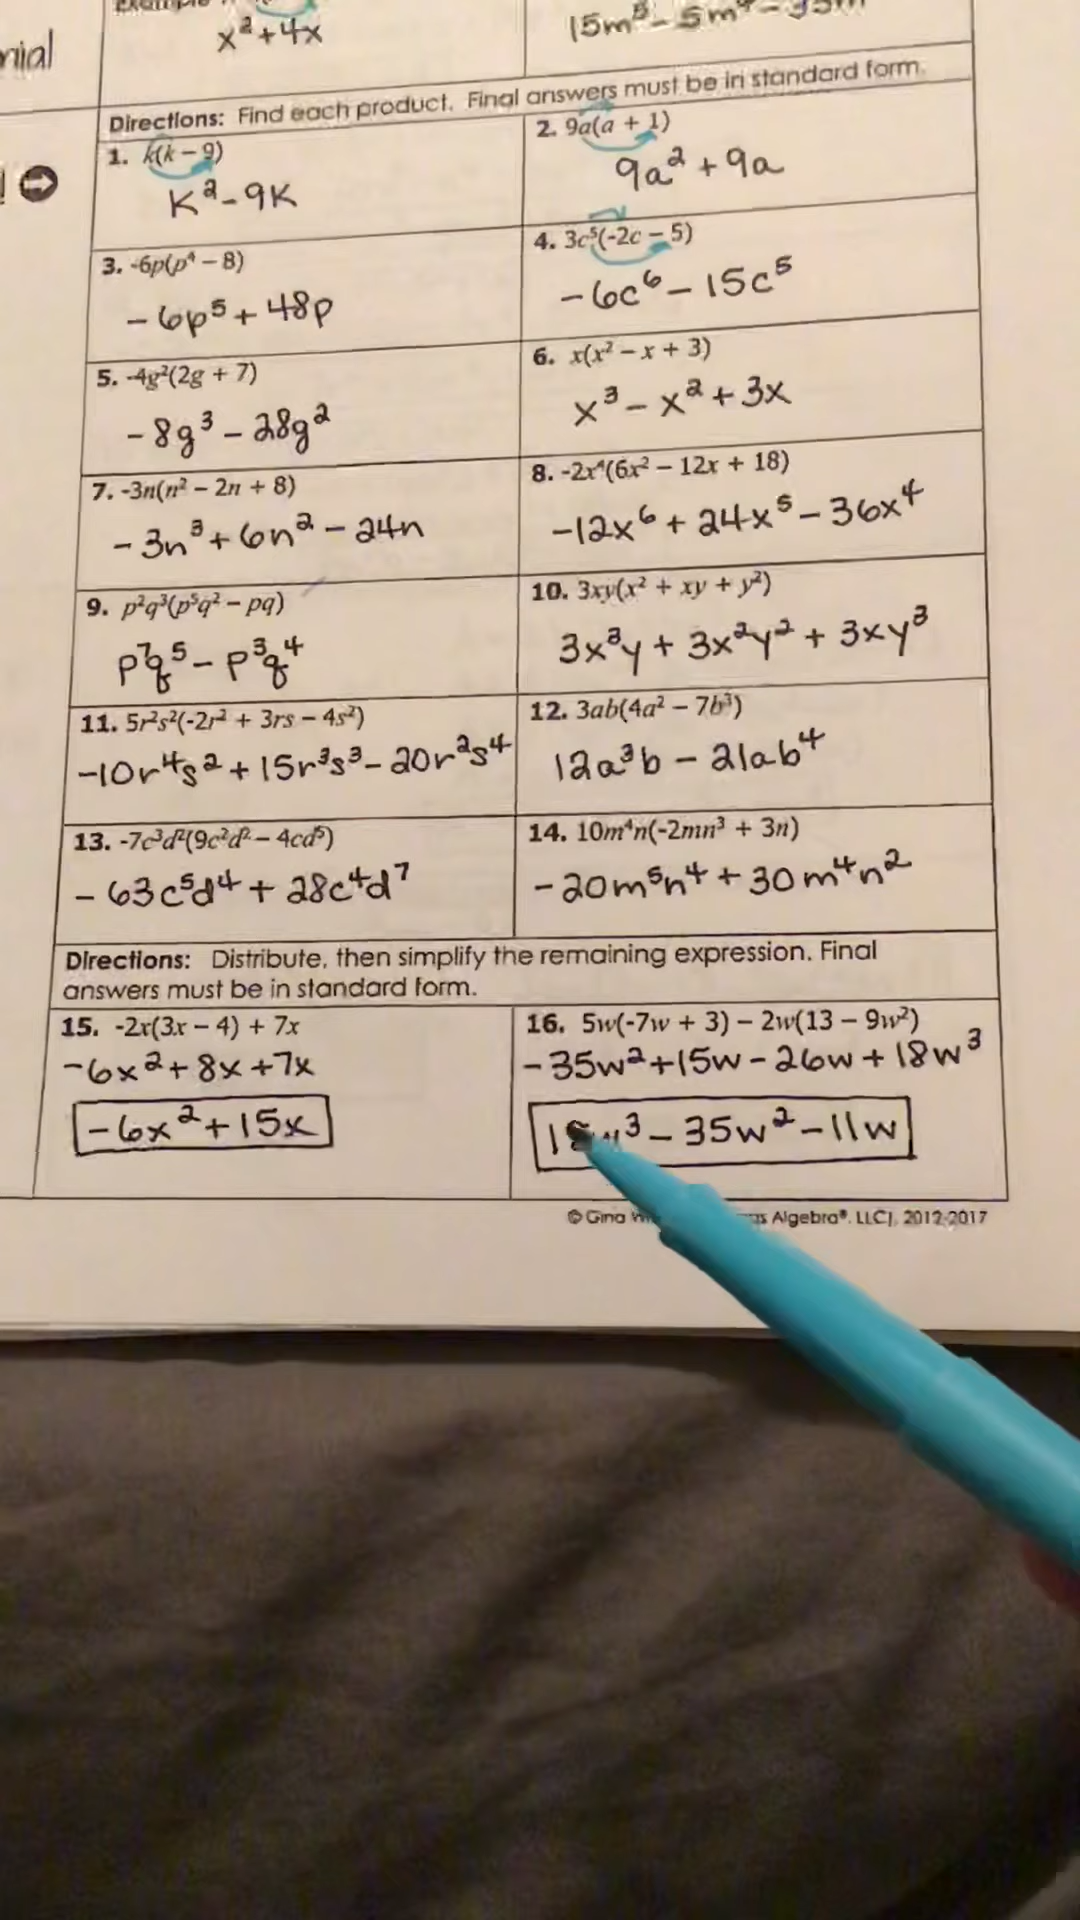 x² + 4x
15m⁵ - 5m⁴ -
nial
Directions: Find each product. Final answers must be in standard form.
1. k(k – 9)
k² - 9k
2. 9a(a + 1)
9a² + 9a
3. -6p(p⁴ – 8)
-6p⁵ + 48p
4. 3c⁵(-2c – 5)
-6c⁶ - 15c⁵
5. -4g²(2g + 7)
-8g³ - 28g²
6. x(x² – x + 3)
x³ - x² + 3x
7. -3n(n² – 2n + 8)
-3n³ + 6n² - 24n
8. -2x⁴(6x² – 12x + 18)
-12x⁶ + 24x⁵ - 36x⁴
9. p²q³(p⁵q² – pq)
p⁷q⁵ - p³q⁴
10. 3xy(x² + xy + y²)
3x³y + 3x²y² + 3xy³
11. 5r²s²(-2r² + 3rs – 4s²)
-10r⁴s² + 15r³s³ - 20r²s⁴
12. 3ab(4a² – 7b³)
12a³b - 21ab⁴
13. -7c³d²(9c²d² – 4cd⁵)
-63c⁵d⁴ + 28c⁴d⁷
14. 10m⁴n(-2mn³ + 3n)
-20m⁵n⁴ + 30m⁴n²
Directions: Distribute, then simplify the remaining expression. Final
answers must be in standard form.
15. -2x(3x – 4) + 7x
-6x² + 8x + 7x
-6x² + 15x
16. 5w(-7w + 3) – 2w(13 – 9w²)
-35w² + 15w - 26w + 18w³
18w³ - 35w² - 11w
© Gina Algebra®, LLC), 2012-2017